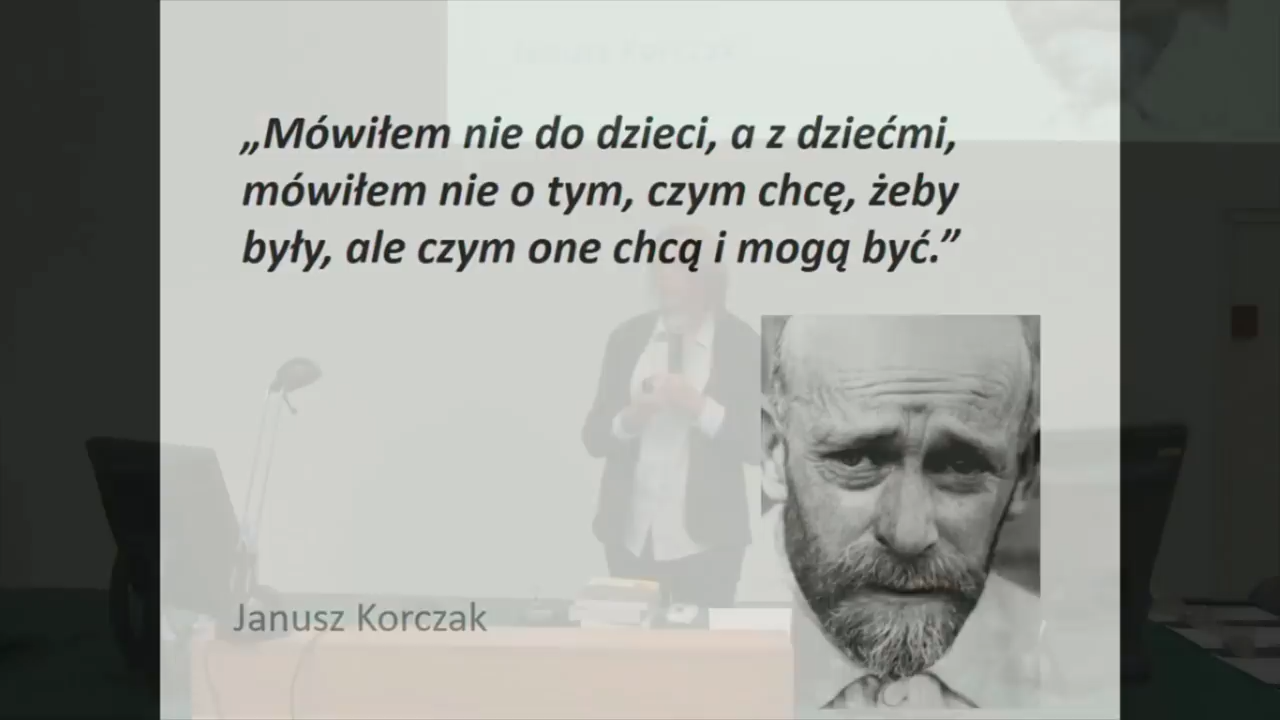 „Mówiłem nie do dzieci, a z dziećmi,
mówiłem nie o tym, czym chcę, żeby
były, ale czym one chcą i mogą być.”
Janusz Korczak